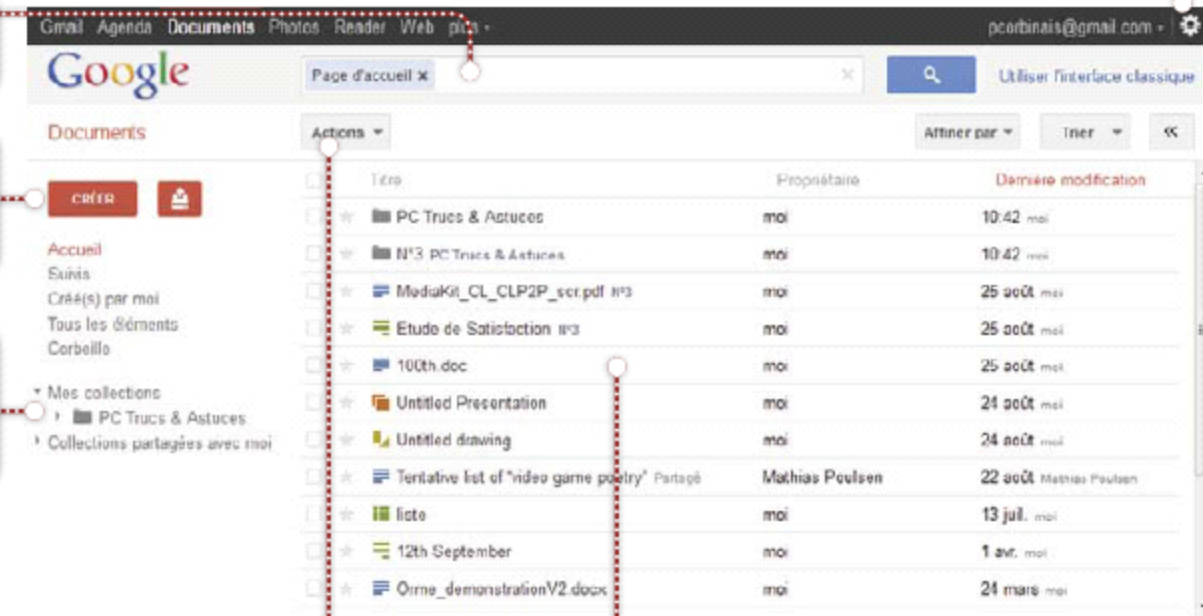 Gmail Agenda Documents Photos Reader Web plus
pcorbinais@gmail.com
Google
Page d'accueil ×
Utiliser l'interface classique
Documents
Actions
Affiner par
Trier
CRÉER
Titre Propriétaire Dernière modification
PC Trucs & Astuces moi 10:42 moi
N°3 PC Trucs & Astuces moi 10:42 moi
MediaKit_CL_CLP2P_scr.pdf N°3 moi 25 août moi
Etude de Satisfaction N°3 moi 25 août moi
100th.doc moi 25 août moi
Untitled Presentation moi 24 août moi
Untitled drawing moi 24 août moi
Tentative list of "video game poetry" Partagé Mathias Poulsen 22 août Mathias Poulsen
liste moi 13 juil. moi
12th September moi 1 avr. moi
Orme_demonstrationV2.docx moi 24 mars moi
Accueil
Suivis
Créé(s) par moi
Tous les éléments
Corbeille
Mes collections
PC Trucs & Astuces
Collections partagées avec moi